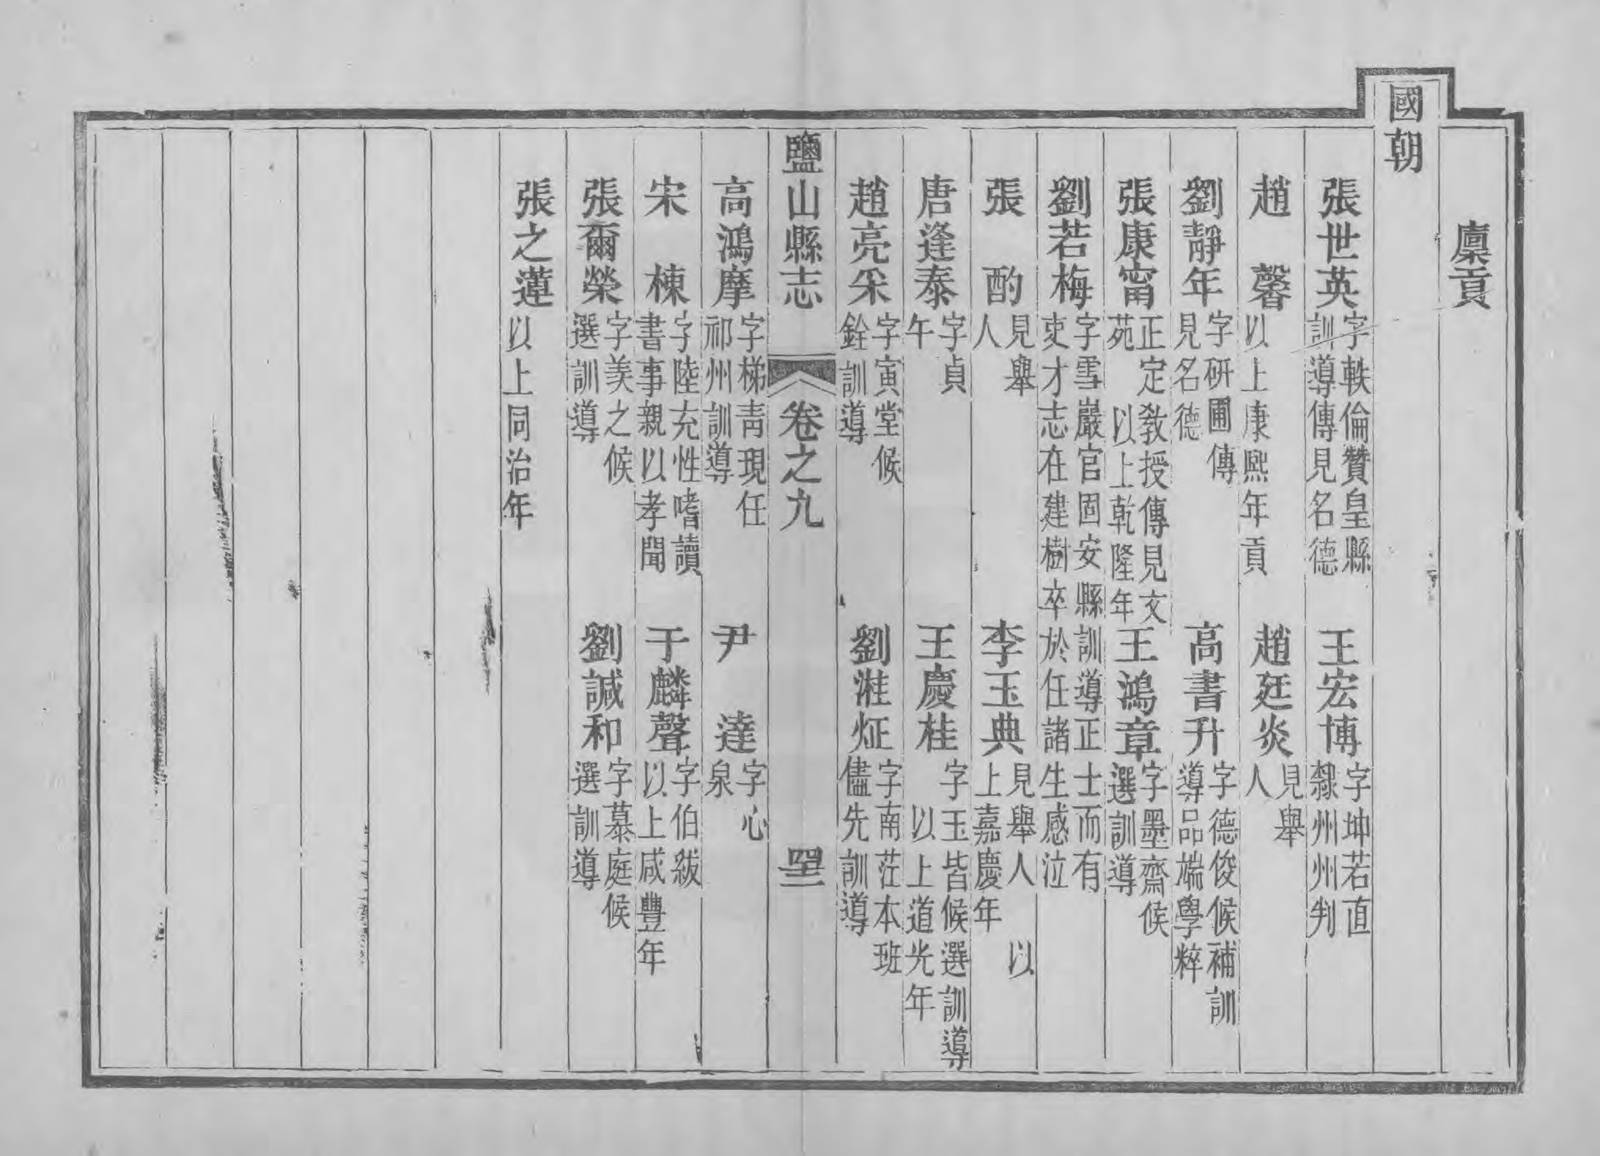 廩貢
國朝
張世英 字軼倫贊皇縣訓導傳見名德 王宏博 字坤若直隸州州判
趙 馨 以上康熙年貢 趙廷炎 見舉人
劉靜年 字研圃傳見名德 高書升 字德俊候補訓導品端學粹
張康甯 正定敎授傳見文苑 以上乾隆年 王鴻章 字墨齋候選訓導
劉若梅 字雪巖官固安縣訓導正士而有吏才志在建樹卒於任諸生感泣
張 酌 見舉人 李玉典 見舉人 以上嘉慶年
唐逢泰 字貞午 王慶桂 字玉皆候選訓導 以上道光年
趙亮采 字寅堂候銓訓導 劉溎炡 字南茳本班儘先訓導
鹽山縣志 卷之九 四二
高鴻摩 字梯靑現任祁州訓導 尹 達 字心泉
宋 棟 字陸充性嗜讀書事親以孝聞 于麟聲 字伯紱 以上咸豐年
張爾榮 字美之候選訓導 劉諴和 字慕庭候選訓導
張之蓮 以上同治年